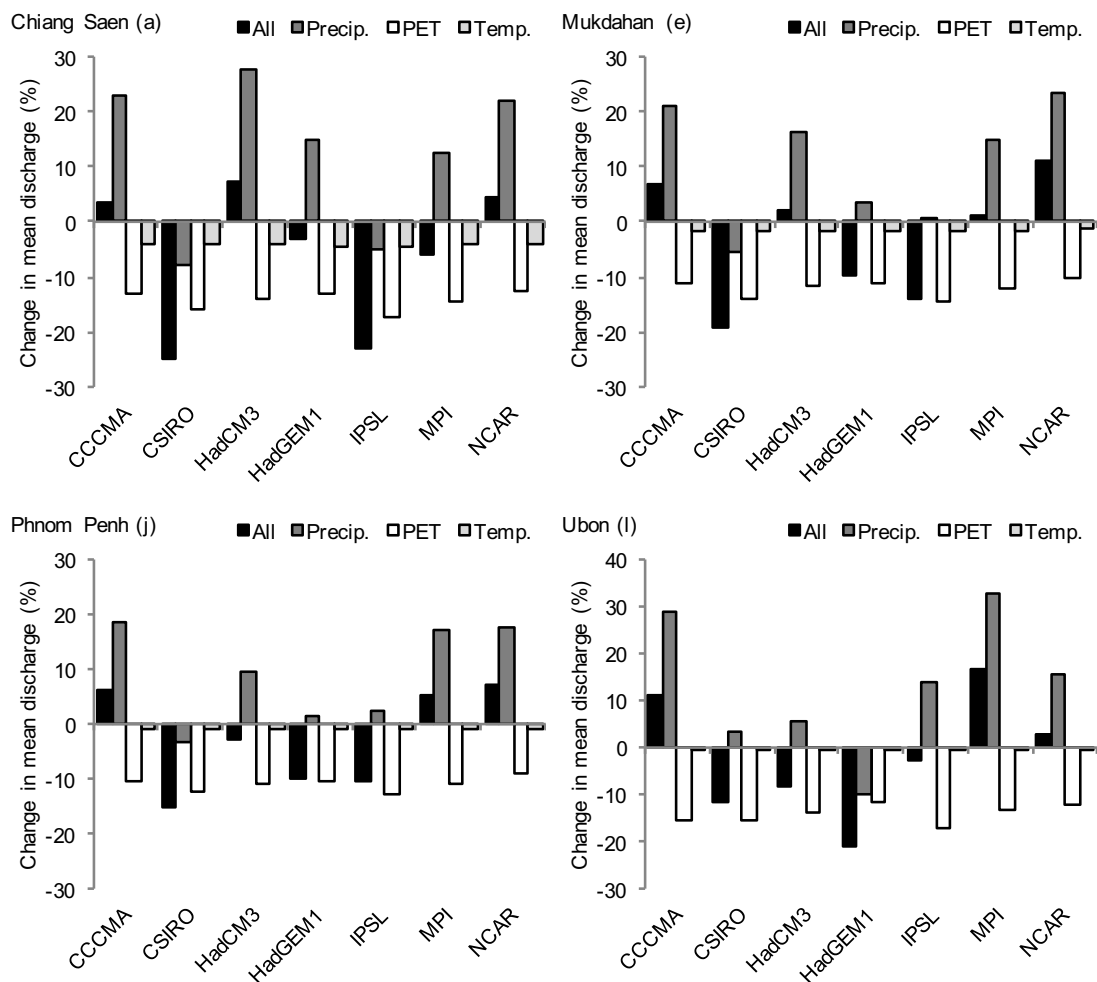 Chiang Saen (a)
All Precip. PET Temp.
Change in mean discharge (%)
30
20
10
0
-10
-20
-30
CCCMA
CSIRO
HadCM3
HadGEM1
IPSL
MPI
NCAR
Mukdahan (e)
All Precip. PET Temp.
Change in mean discharge (%)
30
20
10
0
-10
-20
-30
CCCMA
CSIRO
HadCM3
HadGEM1
IPSL
MPI
NCAR
Phnom Penh (j)
All Precip. PET Temp.
Change in mean discharge (%)
30
20
10
0
-10
-20
-30
CCCMA
CSIRO
HadCM3
HadGEM1
IPSL
MPI
NCAR
Ubon (l)
All Precip. PET Temp.
Change in mean discharge (%)
40
30
20
10
0
-10
-20
-30
CCCMA
CSIRO
HadCM3
HadGEM1
IPSL
MPI
NCAR